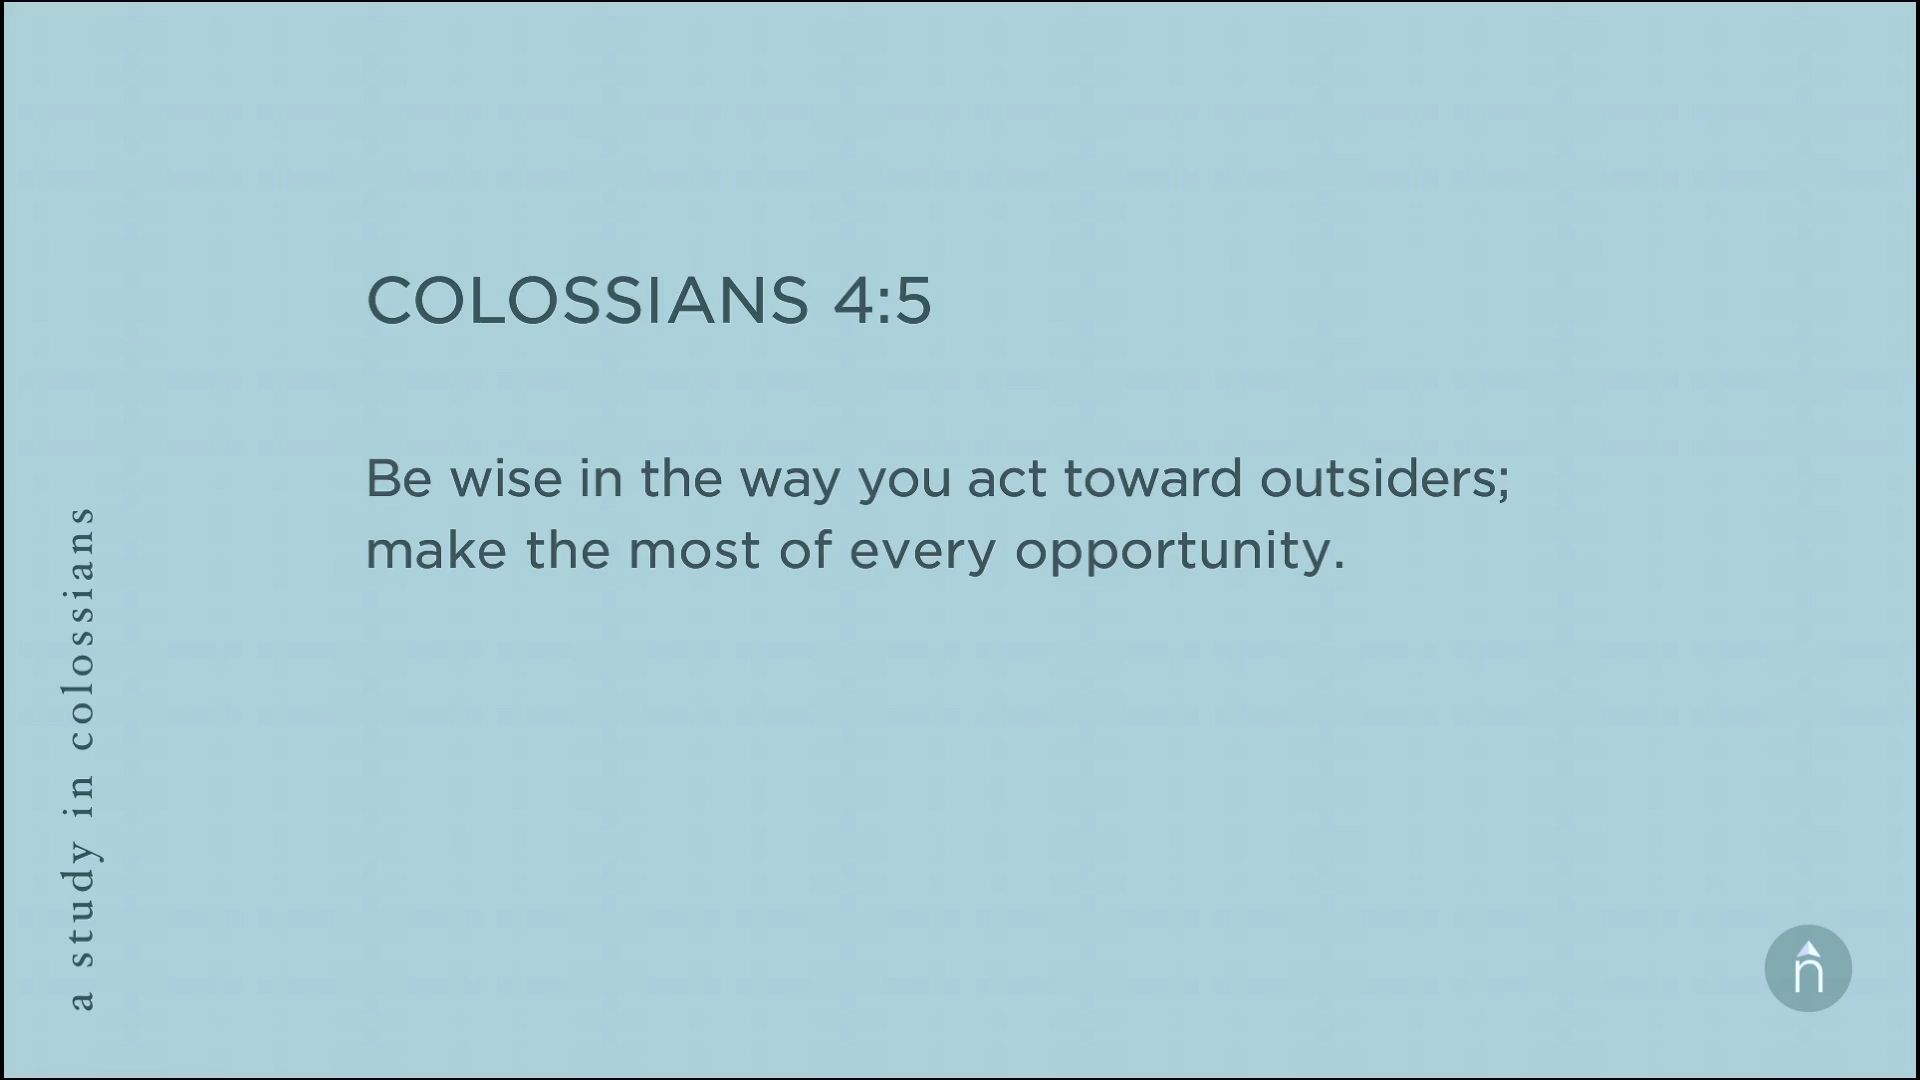 COLOSSIANS 4:5
Be wise in the way you act toward outsiders;
make the most of every opportunity.
a study in colossians
n